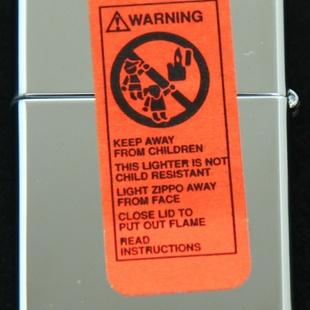 WARNING
KEEP AWAY
FROM CHILDREN
THIS LIGHTER IS NOT
CHILD RESISTANT
LIGHT ZIPPO AWAY
FROM FACE
CLOSE LID TO
PUT OUT FLAME
READ
INSTRUCTIONS